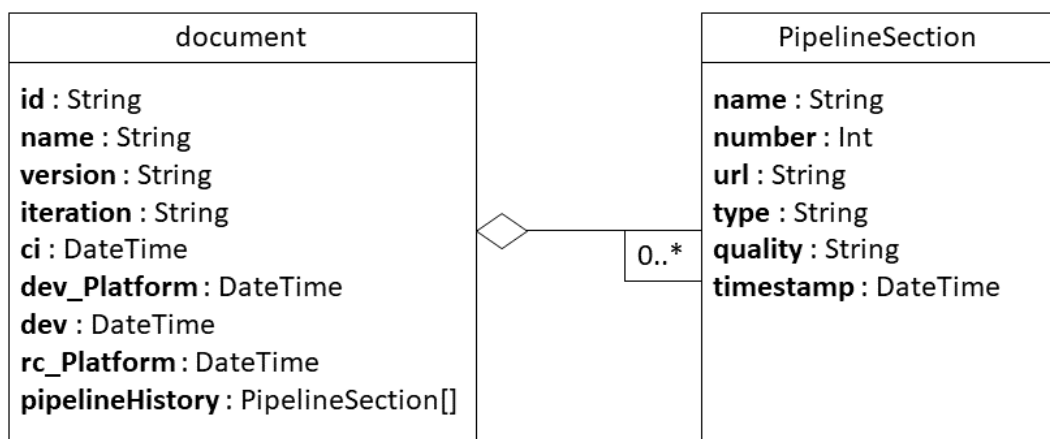 document
id : String
name : String
version : String
iteration : String
ci : DateTime
dev_Platform : DateTime
dev : DateTime
rc_Platform : DateTime
pipelineHistory : PipelineSection[]
0..*
PipelineSection
name : String
number : Int
url : String
type : String
quality : String
timestamp : DateTime